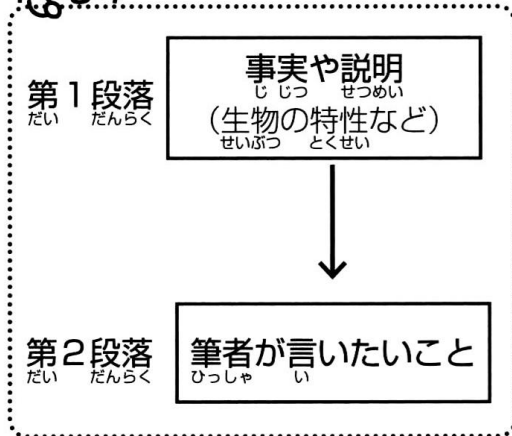 第1段落
だい だんらく
事実や説明
じじつ せつめい
(生物の特性など)
せいぶつ とくせい
第2段落
だい だんらく
筆者が言いたいこと
ひっしゃ い